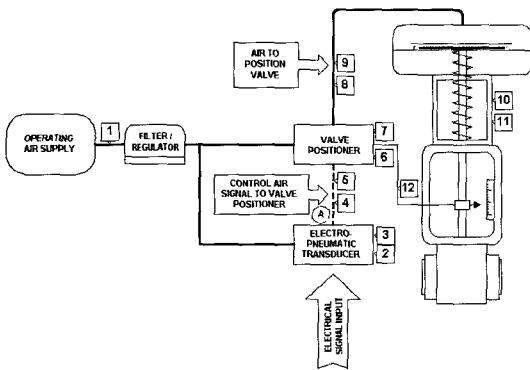 AIR TO
POSITION
VALVE
9
8
10
11
OPERATING
AIR SUPPLY
1
FILTER /
REGULATOR
VALVE
POSITIONER
7
6
CONTROL AIR
SIGNAL TO VALVE
POSITIONER
5
4
12
A
ELECTRO-
PNEUMATIC
TRANSDUCER
3
2
ELECTRICAL
SIGNAL INPUT